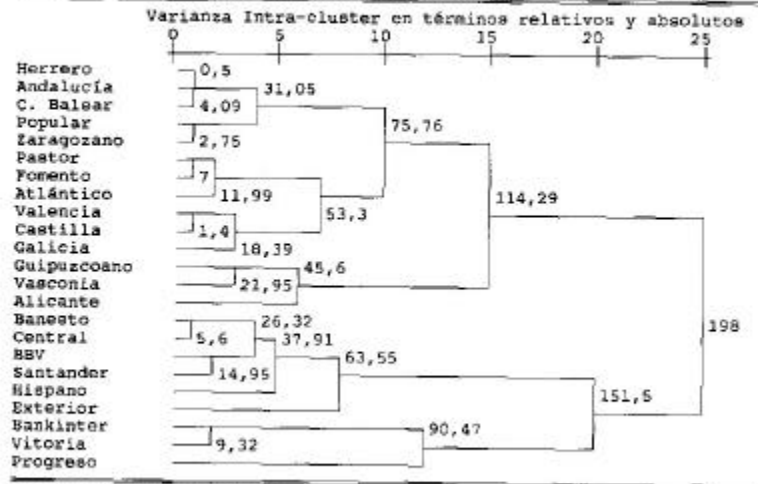 Varianza Intra-cluster en términos relativos y absolutos
0 5 10 15 20 25
Herrero 0,5
Andalucía 31,05
C. Balear 4,09
Popular 75,76
Zaragozano 2,75
Pastor
Fomento 7
Atlántico 11,99 114,29
Valencia 53,3
Castilla 1,4
Galicia 18,39
Guipuzcoano 45,6
Vasconia 21,95
Alicante
Banesto 26,32
Central 5,6 37,91 198
BBV 63,55
Santander 14,95
Hispano 151,5
Exterior
Bankinter 90,47
Vitoria 9,32
Progreso